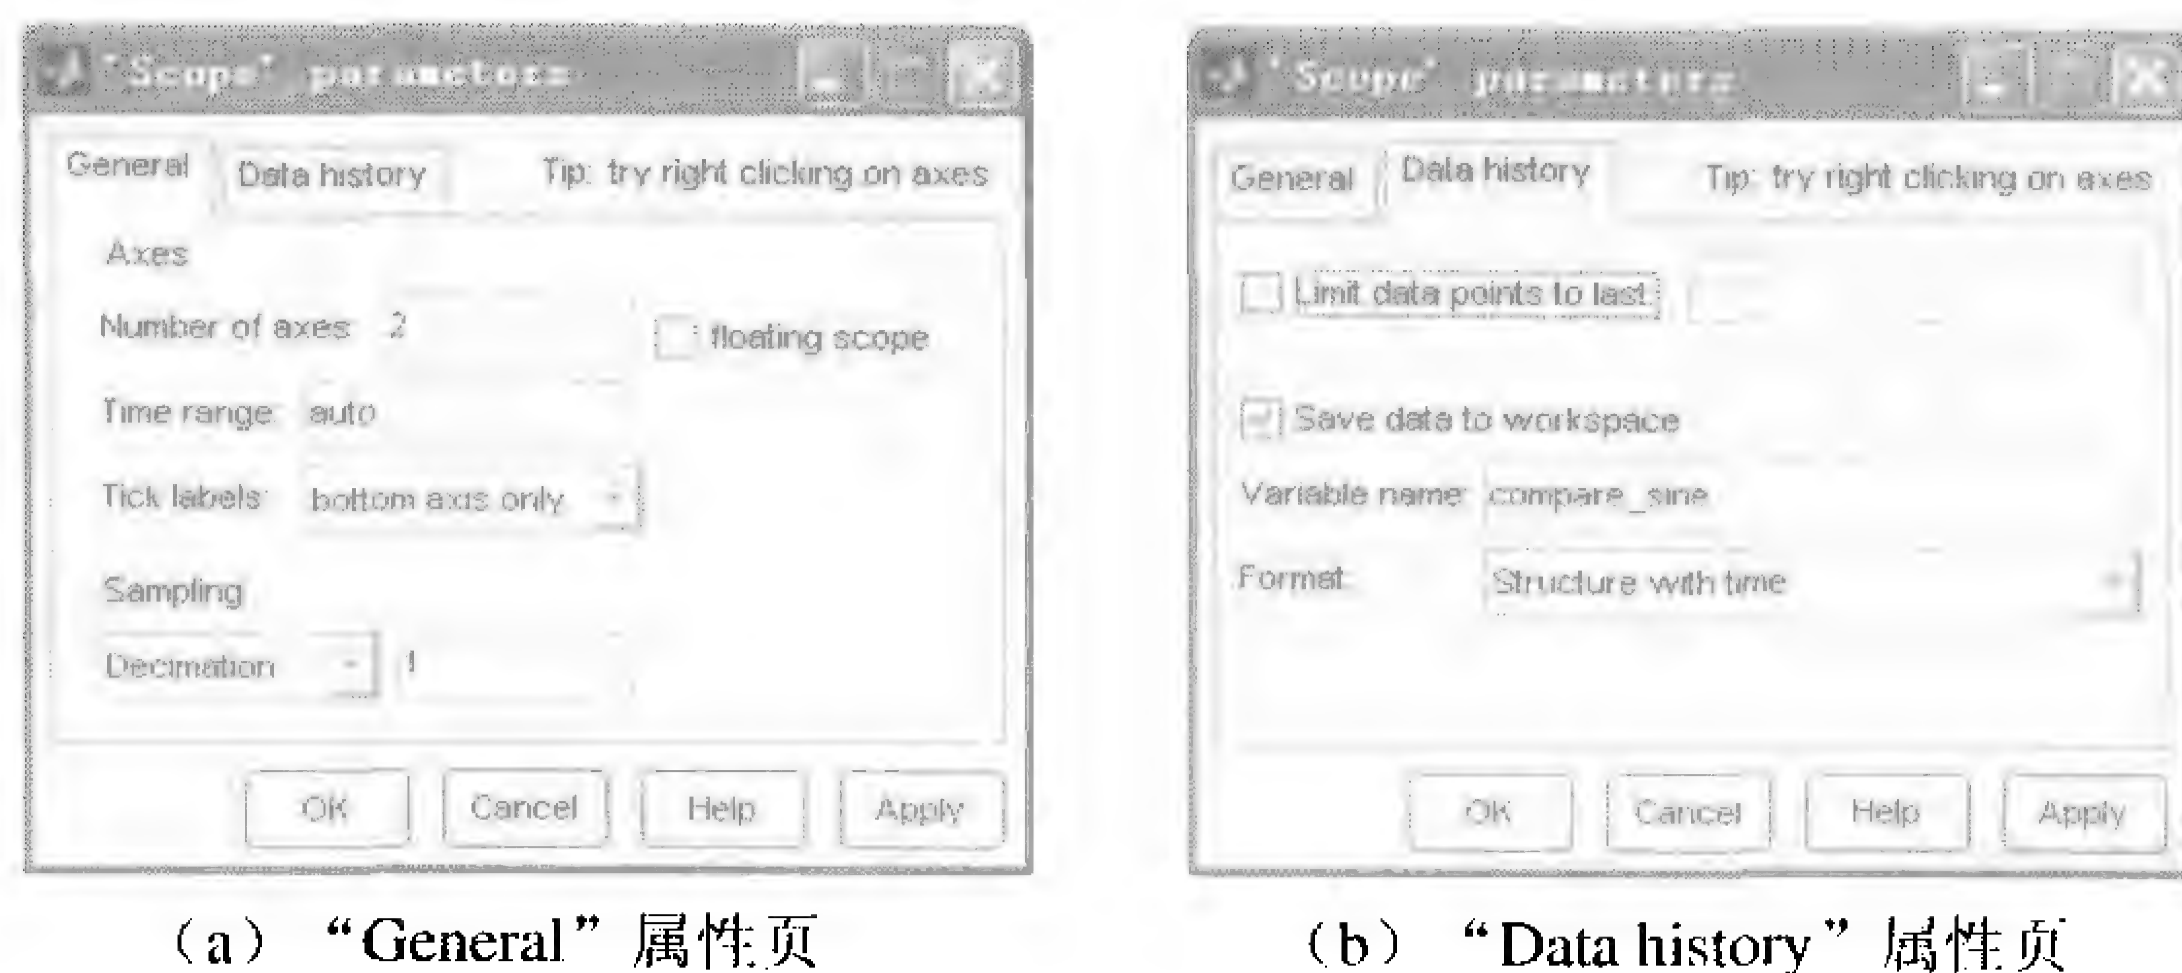 'Scope' parameters
General Data history Tip: try right clicking on axes
Axes
Number of axes: 2 floating scope
Time range: auto
Tick labels: bottom axis only
Sampling
Decimation 1
OK Cancel Help Apply
（a）“General”属性页
'Scope' parameters
General Data history Tip: try right clicking on axes
Limit data points to last:
Save data to workspace
Variable name: compare_sine
Format: Structure with time
OK Cancel Help Apply
（b）“Data history”属性页